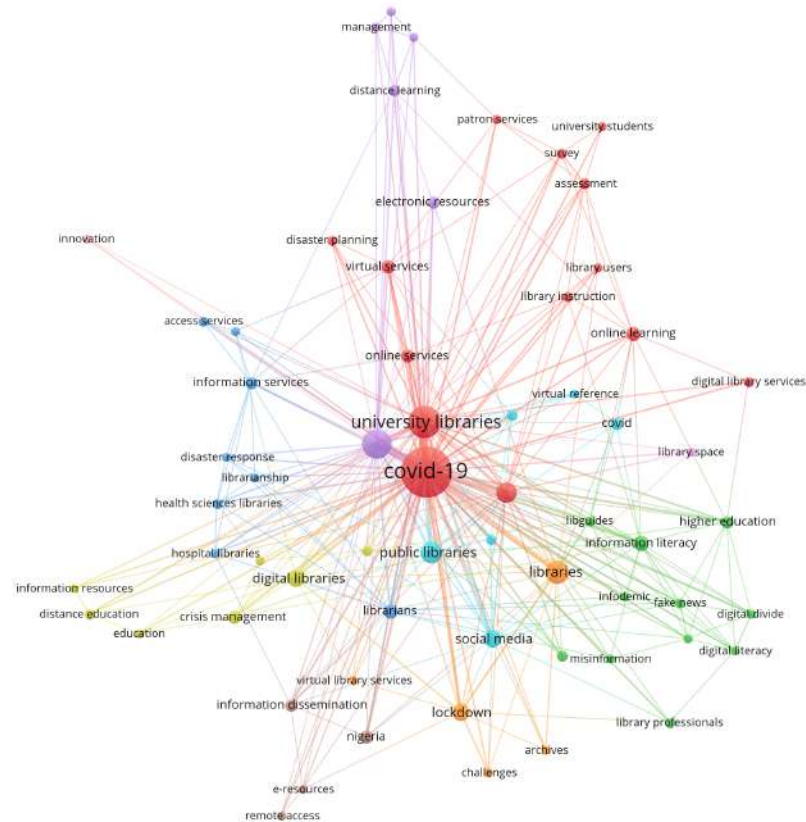 management
distance learning
patron services
university students
survey
assessment
electronic resources
innovation
disaster planning
virtual services
library users
library instruction
access services
online learning
online services
information services
digital library services
virtual reference
university libraries
covid
library space
disaster response
covid-19
librarianship
health sciences libraries
libguides
higher education
information literacy
hospital libraries
public libraries
digital libraries
libraries
information resources
infodemic
fake news
distance education
crisis management
librarians
digital divide
education
social media
digital literacy
misinformation
virtual library services
information dissemination
lockdown
library professionals
nigeria
archives
challenges
e-resources
remote access